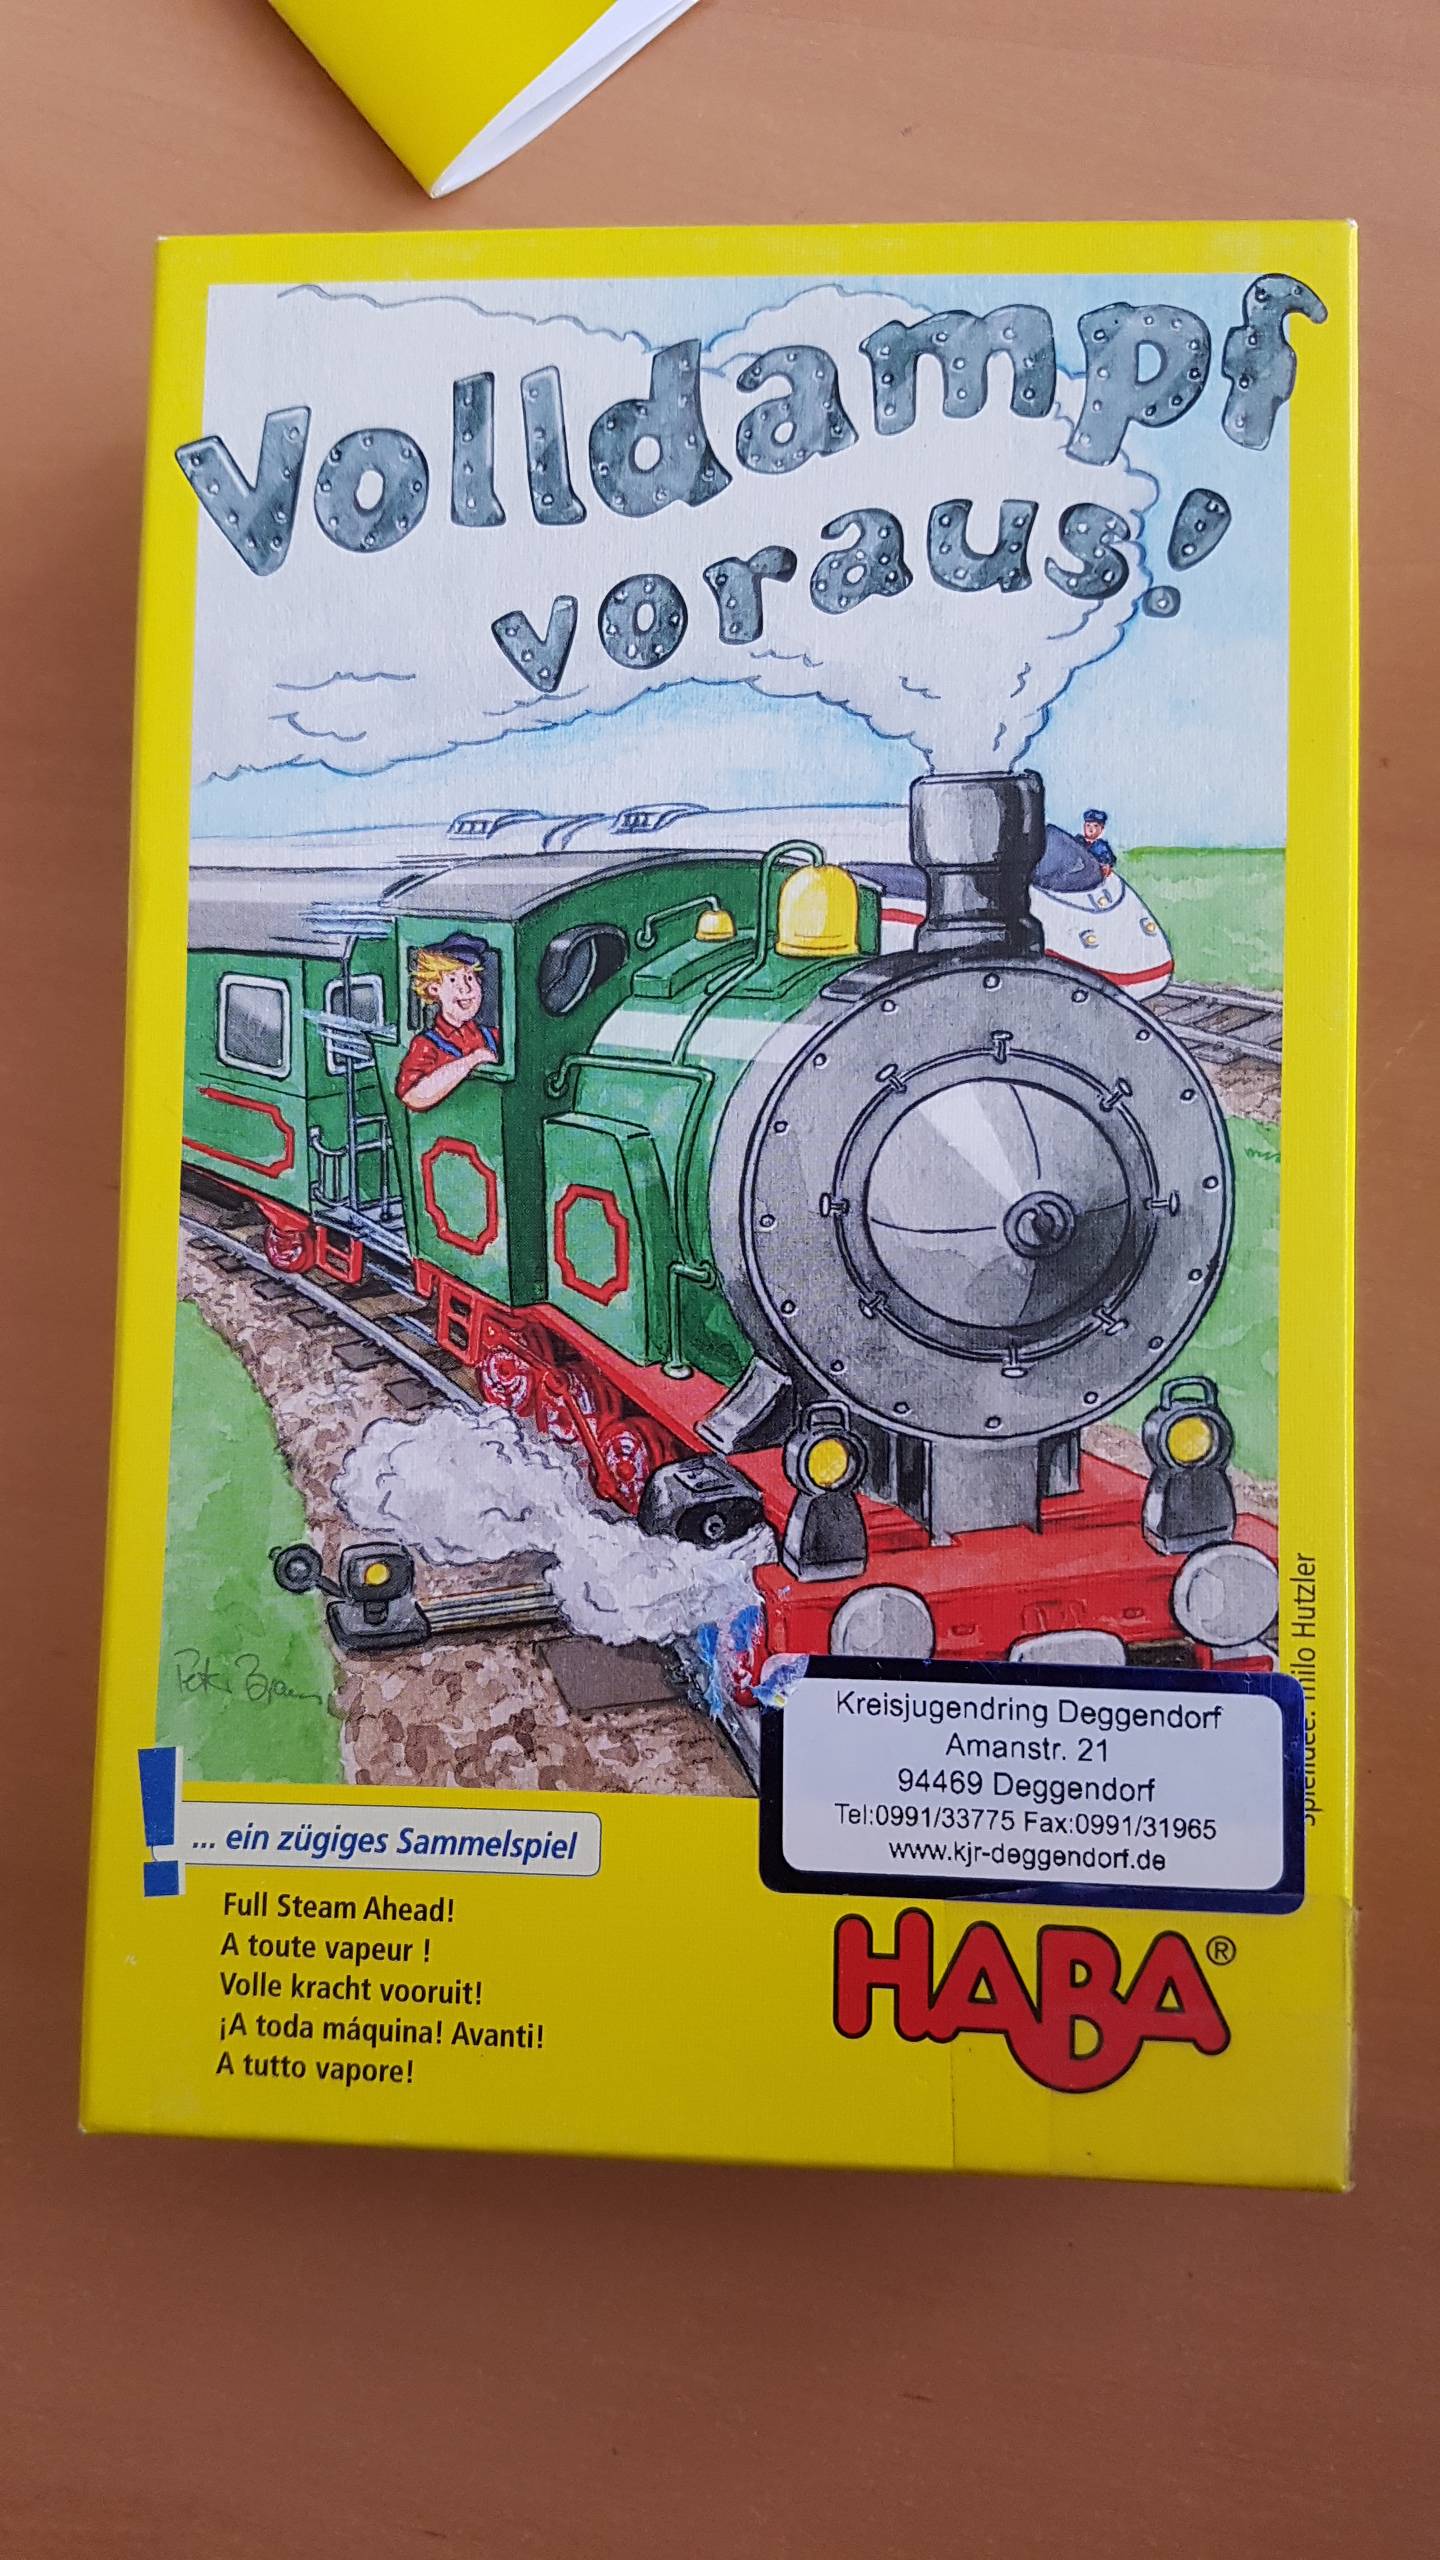 Volldampf
voraus!
Hutzler
Kreisjugendring Deggendorf
Amanstr. 21
94469 Deggendorf
Tel:0991/33775 Fax:0991/31965
www.kjr-deggendorf.de
... ein zügiges Sammelspiel
Full Steam Ahead!
A toute vapeur !
Volle kracht vooruit!
¡A toda máquina! Avanti!
A tutto vapore!
HABA®